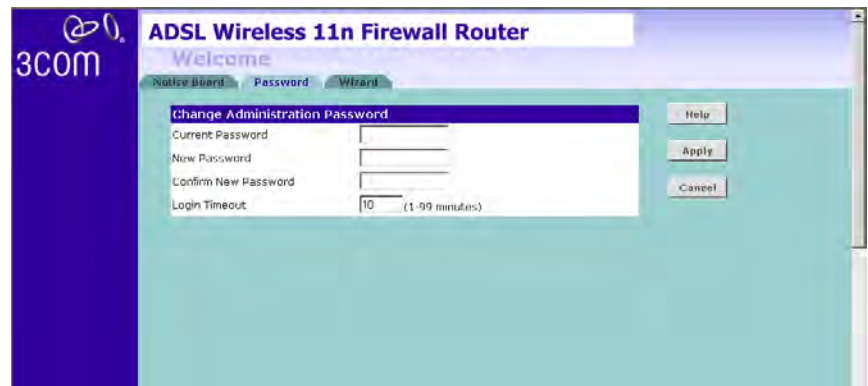 3COM
ADSL Wireless 11n Firewall Router
Welcome
Notice Board Password Wizard
Change Administration Password
Current Password
New Password
Confirm New Password
Login Timeout 10 (1-99 minutes)
Help
Apply
Cancel